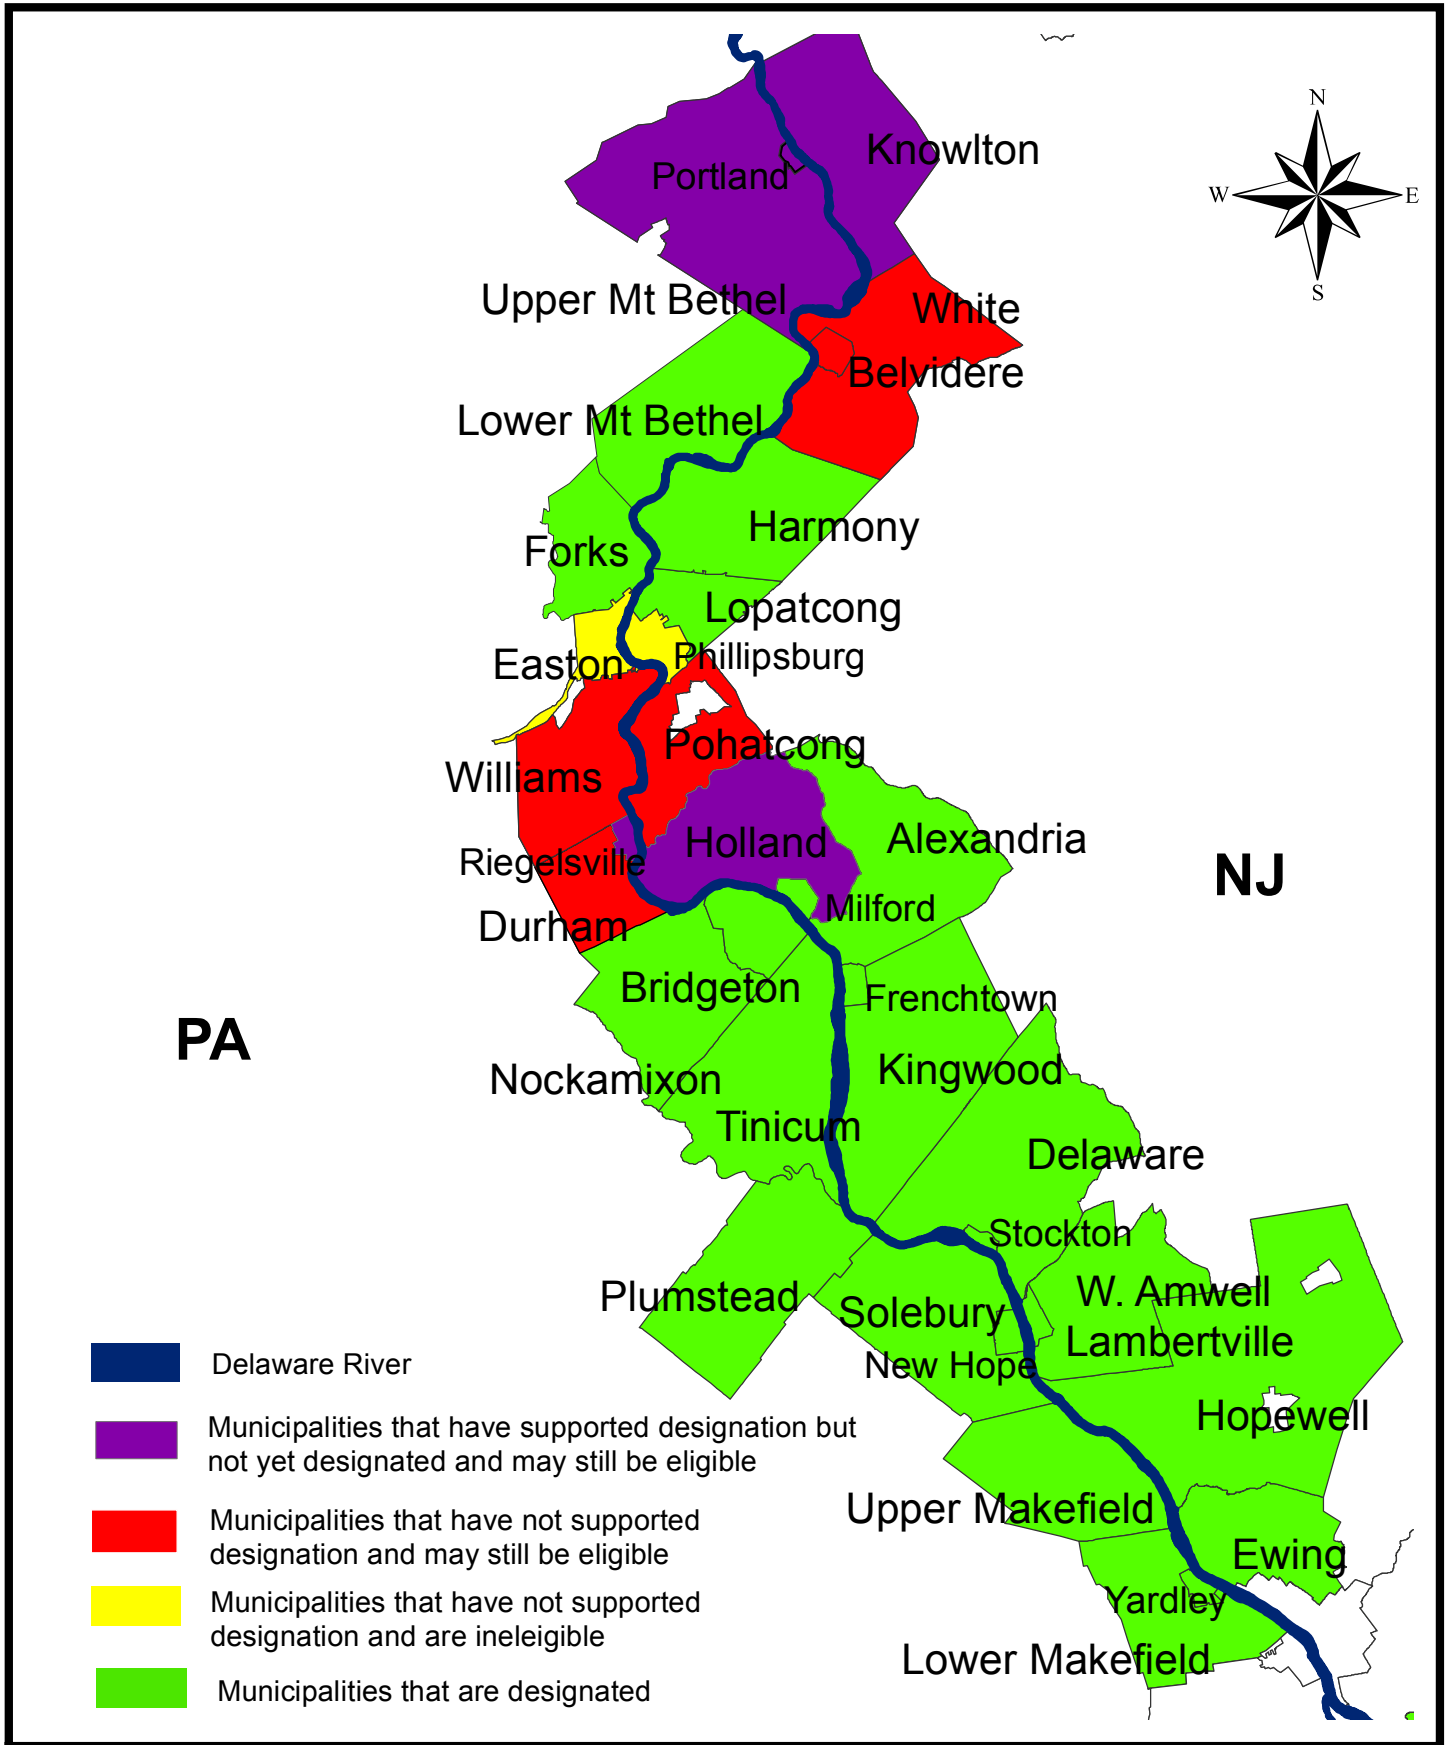 N
Knowlton
Portland
W
E
S
Upper Mt Bethel
White
Belvidere
Lower Mt Bethel
Harmony
Forks
Lopatcong
Phillipsburg
Easton
Pohatcong
Williams
Holland
Alexandria
Riegelsville
NJ
Milford
Durham
Bridgeton
Frenchtown
PA
Kingwood
Nockamixon
Tinicum
Delaware
Stockton
W. Amwell
Plumstead
Solebury
Lambertville
New Hope
Hopewell
Upper Makefield
Ewing
Yardley
Lower Makefield
Delaware River
Municipalities that have supported designation but
not yet designated and may still be eligible
Municipalities that have not supported
designation and may still be eligible
Municipalities that have not supported
designation and are ineleigible
Municipalities that are designated